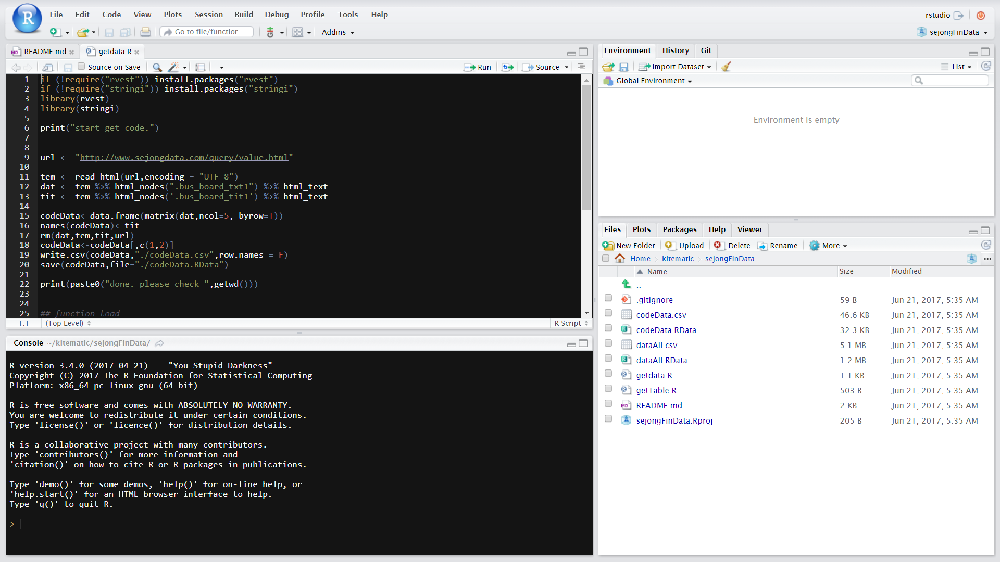 File Edit Code View Plots Session Build Debug Profile Tools Help
rstudio
Go to file/function
Addins
sejongFinData
README.md
getdata.R
Source on Save
Run
Source
1 if (!require("rvest")) install.packages("rvest")
2 if (!require("stringi")) install.packages("stringi")
3 library(rvest)
4 library(stringi)
5
6 print("start get code.")
7
8
9 url <- "http://www.sejongdata.com/query/value.html"
10
11 tem <- read_html(url,encoding = "UTF-8")
12 dat <- tem %>% html_nodes(".bus_board_txt1") %>% html_text
13 tit <- tem %>% html_nodes('.bus_board_tit1') %>% html_text
14
15 codeData<-data.frame(matrix(dat,ncol=5, byrow=T))
16 names(codeData)<-tit
17 rm(dat,tem,tit,url)
18 codeData<-codeData[,c(1,2)]
19 write.csv(codeData,"./codeData.csv",row.names = F)
20 save(codeData,file="./codeData.RData")
21
22 print(paste0("done. please check ",getwd()))
23
24
25 ## function load
1:1 (Top Level) R Script
Console ~/kitematic/sejongFinData/
R version 3.4.0 (2017-04-21) -- "You Stupid Darkness"
Copyright (C) 2017 The R Foundation for Statistical Computing
Platform: x86_64-pc-linux-gnu (64-bit)
R is free software and comes with ABSOLUTELY NO WARRANTY.
You are welcome to redistribute it under certain conditions.
Type 'license()' or 'licence()' for distribution details.
R is a collaborative project with many contributors.
Type 'contributors()' for more information and
'citation()' on how to cite R or R packages in publications.
Type 'demo()' for some demos, 'help()' for on-line help, or
'help.start()' for an HTML browser interface to help.
Type 'q()' to quit R.
>
Environment History Git
Import Dataset
List
Global Environment
Environment is empty
Files Plots Packages Help Viewer
New Folder Upload Delete Rename More
Home kitematic sejongFinData
Name Size Modified
..
.gitignore 59 B Jun 21, 2017, 5:35 AM
codeData.csv 46.6 KB Jun 21, 2017, 5:35 AM
codeData.RData 32.3 KB Jun 21, 2017, 5:35 AM
dataAll.csv 5.1 MB Jun 21, 2017, 5:35 AM
dataAll.RData 1.2 MB Jun 21, 2017, 5:35 AM
getdata.R 1.1 KB Jun 21, 2017, 5:35 AM
getTable.R 503 B Jun 21, 2017, 5:35 AM
README.md 2 KB Jun 21, 2017, 5:35 AM
sejongFinData.Rproj 205 B Jun 21, 2017, 5:35 AM